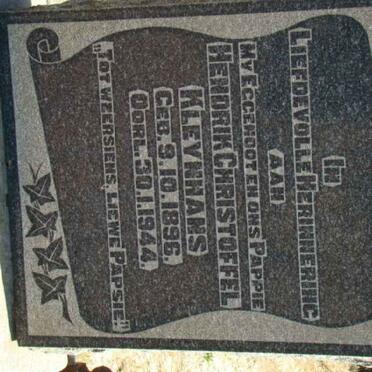 In
Liefdevolle Herinnering
aan
My Eggenoot en ons Pappie
Hendrik Christoffel
Kleynhans
Geb. 9.10.1896.
Oorl. 30.1.1944.
"Tot weersiens, liewe Papsie."